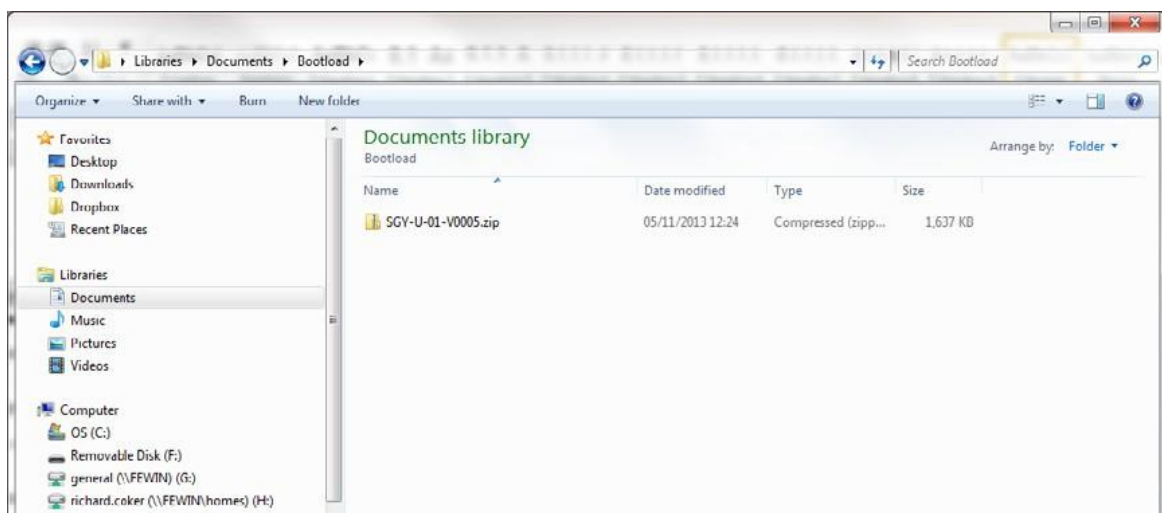 Libraries ▸ Documents ▸ Bootload ▸
Search Bootload
Organize ▾ Share with ▾ Burn New folder
Favorites
Desktop
Downloads
Dropbox
Recent Places
Libraries
Documents
Music
Pictures
Videos
Computer
OS (C:)
Removable Disk (F:)
general (\\FEWIN) (G:)
richard.coker (\\FEWIN\homes) (H:)
Documents library
Bootload
Arrange by: Folder ▾
Name Date modified Type Size
SGY-U-01-V0005.zip 05/11/2013 12:24 Compressed (zipp... 1,637 KB